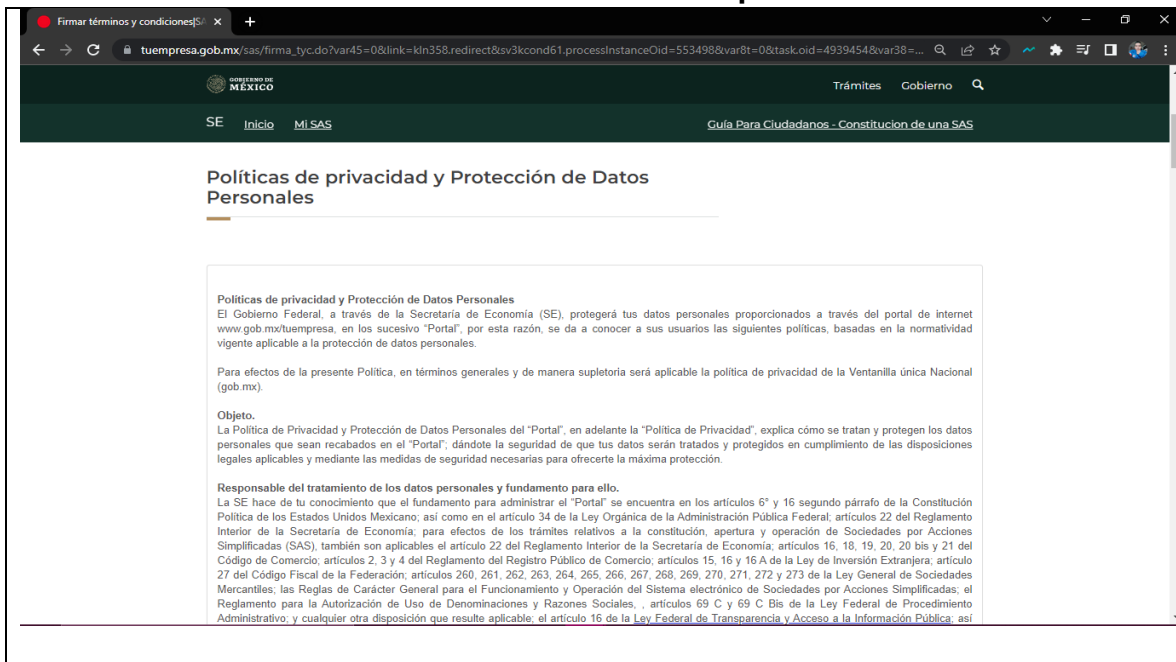 Firmar términos y condiciones|SA
tuempresa.gob.mx/sas/firma_tyc.do?var45=0&link=kln358.redirect&sv3kcond61.processInstanceOid=553498&var8t=0&task.oid=4939454&var38=...
GOBIERNO DE
MÉXICO
Trámites Gobierno
SE Inicio Mi SAS Guía Para Ciudadanos - Constitucion de una SAS
Políticas de privacidad y Protección de Datos
Personales
Políticas de privacidad y Protección de Datos Personales
El Gobierno Federal, a través de la Secretaría de Economía (SE), protegerá tus datos personales proporcionados a través del portal de internet
www.gob.mx/tuempresa, en los sucesivo “Portal”, por esta razón, se da a conocer a sus usuarios las siguientes políticas, basadas en la normatividad
vigente aplicable a la protección de datos personales.
Para efectos de la presente Política, en términos generales y de manera supletoria será aplicable la política de privacidad de la Ventanilla única Nacional
(gob.mx).
Objeto.
La Política de Privacidad y Protección de Datos Personales del “Portal”, en adelante la “Política de Privacidad”, explica cómo se tratan y protegen los datos
personales que sean recabados en el “Portal”; dándote la seguridad de que tus datos serán tratados y protegidos en cumplimiento de las disposiciones
legales aplicables y mediante las medidas de seguridad necesarias para ofrecerte la máxima protección.
Responsable del tratamiento de los datos personales y fundamento para ello.
La SE hace de tu conocimiento que el fundamento para administrar el “Portal” se encuentra en los artículos 6° y 16 segundo párrafo de la Constitución
Política de los Estados Unidos Mexicano; así como en el artículo 34 de la Ley Orgánica de la Administración Pública Federal; artículos 22 del Reglamento
Interior de la Secretaría de Economía; para efectos de los trámites relativos a la constitución, apertura y operación de Sociedades por Acciones
Simplificadas (SAS), también son aplicables el artículo 22 del Reglamento Interior de la Secretaría de Economía; artículos 16, 18, 19, 20, 20 bis y 21 del
Código de Comercio; artículos 2, 3 y 4 del Reglamento del Registro Público de Comercio; artículos 15, 16 y 16 A de la Ley de Inversión Extranjera; artículo
27 del Código Fiscal de la Federación; artículos 260, 261, 262, 263, 264, 265, 266, 267, 268, 269, 270, 271, 272 y 273 de la Ley General de Sociedades
Mercantiles; las Reglas de Carácter General para el Funcionamiento y Operación del Sistema electrónico de Sociedades por Acciones Simplificadas; el
Reglamento para la Autorización de Uso de Denominaciones y Razones Sociales, , artículos 69 C y 69 C Bis de la Ley Federal de Procedimiento
Administrativo; y cualquier otra disposición que resulte aplicable; el artículo 16 de la Ley Federal de Transparencia y Acceso a la Información Pública; así